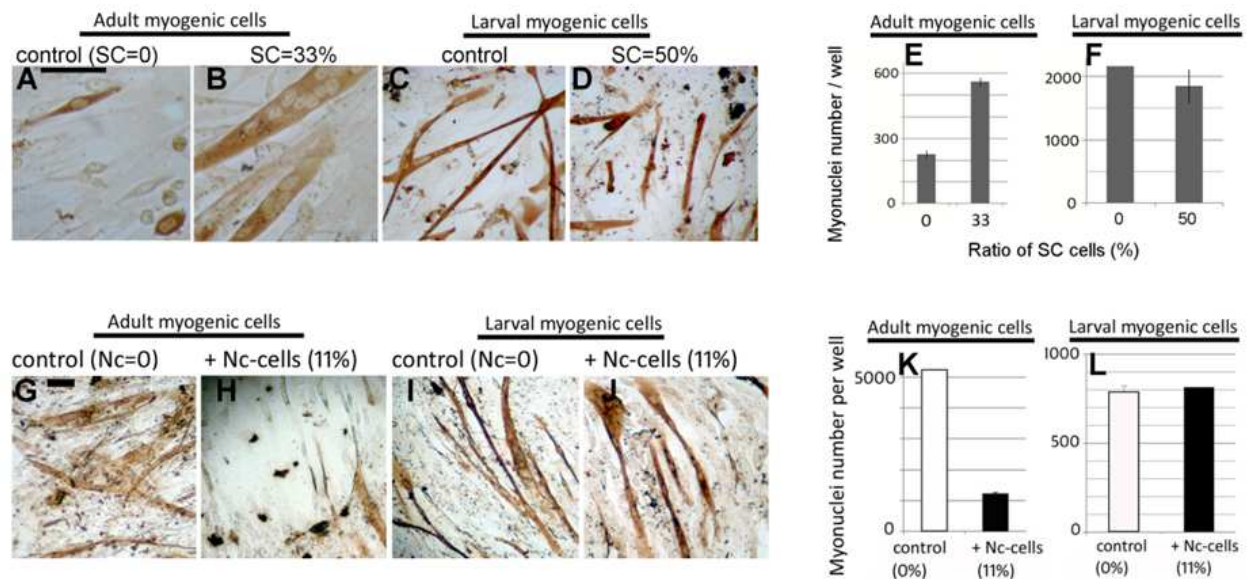 Adult myogenic cells
Larval myogenic cells
control (SC=0)
SC=33%
control
SC=50%
A
B
C
D
Adult myogenic cells
Larval myogenic cells
E
F
Myonuclei number / well
600
300
0
2000
1000
0
0
33
0
50
Ratio of SC cells (%)
Adult myogenic cells
Larval myogenic cells
control (Nc=0)
+ Nc-cells (11%)
control (Nc=0)
+ Nc-cells (11%)
G
H
I
J
Adult myogenic cells
Larval myogenic cells
K
L
Myonuclei number per well
5000
0
1000
500
0
control
(0%)
+ Nc-cells
(11%)
control
(0%)
+ Nc-cells
(11%)